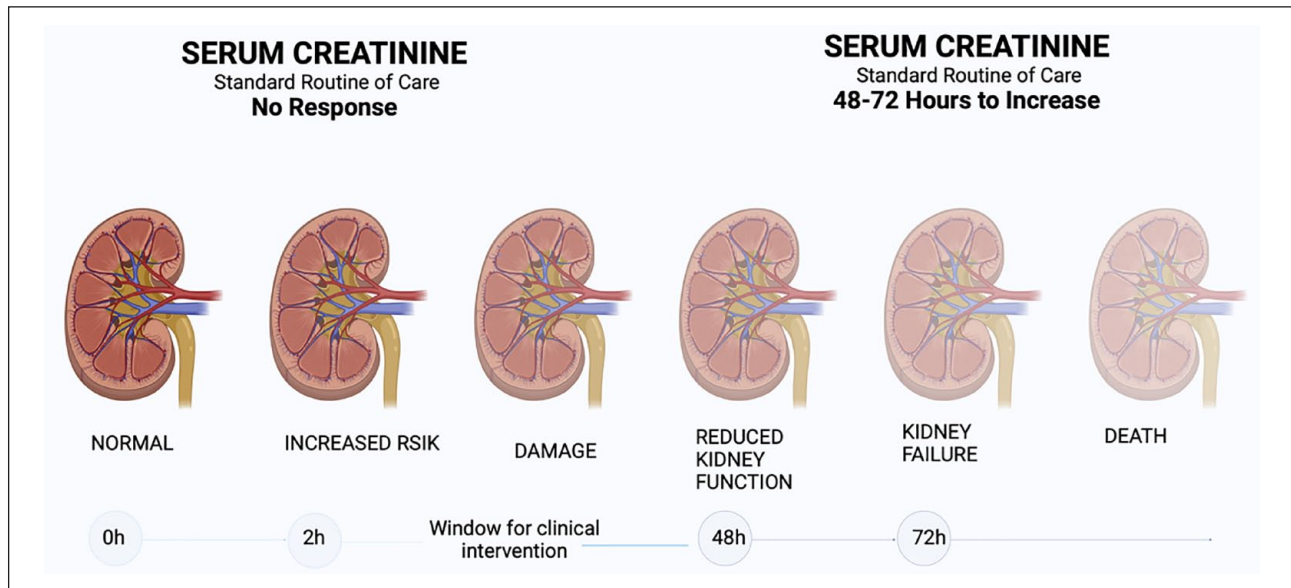 SERUM CREATININE
Standard Routine of Care
No Response
SERUM CREATININE
Standard Routine of Care
48-72 Hours to Increase
NORMAL
INCREASED RSIK
DAMAGE
REDUCED
KIDNEY
FUNCTION
KIDNEY
FAILURE
DEATH
0h
2h
Window for clinical
intervention
48h
72h